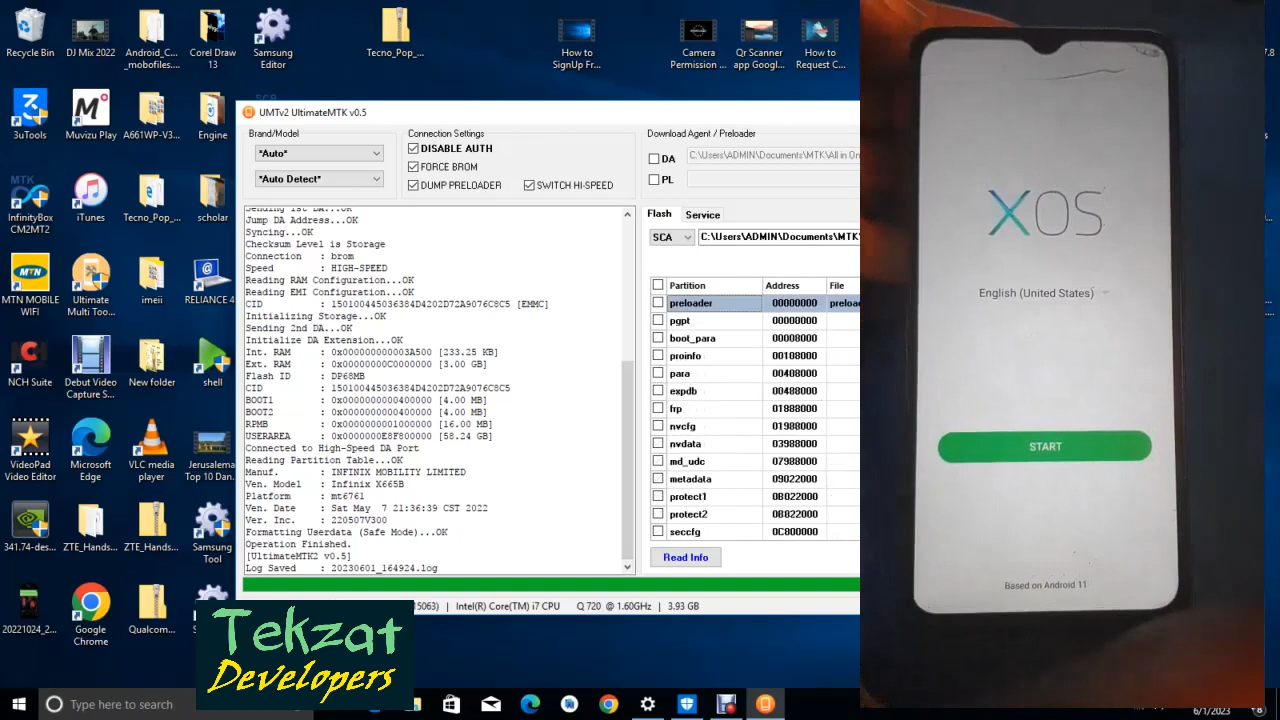 Recycle Bin
DJ Mix 2022
Android_C...
_mobofiles...
Corel Draw
13
Samsung
Editor
Tecno_Pop_...
How to
SignUp Fr...
Camera
Permission ...
Qr Scanner
app Googl...
How to
Request C...
3uTools
Muvizu Play
A661WP-V3...
Engine
MTK
InfinityBox
CM2MT2
iTunes
Tecno_Pop_...
scholar
MTN
MTN MOBILE
WIFI
Ultimate
Multi Too...
imeii
RELIANCE 4
NCH Suite
Debut Video
Capture S...
New folder
shell
VideoPad
Video Editor
Microsoft
Edge
VLC media
player
Jerusalema
Top 10 Dan...
341.74-des...
ZTE_Hands...
ZTE_Hands...
Samsung
Tool
20221024_2...
Google
Chrome
Qualcom...
UMTv2 UltimateMTK v0.5
Brand/Model
*Auto*
*Auto Detect*
Connection Settings
DISABLE AUTH
FORCE BROM
DUMP PRELOADER
SWITCH HI-SPEED
Download Agent / Preloader
DA
C:\Users\ADMIN\Documents\MTK\All in On
PL
Sending 1st DA...OK
Jump DA Address...OK
Syncing...OK
Checksum Level is Storage
Connection : brom
Speed : HIGH-SPEED
Reading RAM Configuration...OK
Reading EMI Configuration...OK
CID : 150100445036384D4202D72A9076C8C5 [EMMC]
Initializing Storage...OK
Sending 2nd DA...OK
Initialize DA Extension...OK
Int. RAM : 0x000000000003A500 [233.25 KB]
Ext. RAM : 0x00000000C0000000 [3.00 GB]
Flash ID : DP68MB
CID : 150100445036384D4202D72A9076C8C5
BOOT1 : 0x0000000000400000 [4.00 MB]
BOOT2 : 0x0000000000400000 [4.00 MB]
RPMB : 0x0000000001000000 [16.00 MB]
USERAREA : 0x0000000E8F800000 [58.24 GB]
Connected to High-Speed DA Port
Reading Partition Table...OK
Manuf. : INFINIX MOBILITY LIMITED
Ven. Model : Infinix X665B
Platform : mt6761
Ven. Date : Sat May 7 21:36:39 CST 2022
Ver. Inc. : 220507V300
Formatting Userdata (Safe Mode)...OK
Operation Finished.
[UltimateMTK2 v0.5]
Log Saved : 20230601_164924.log
Flash Service
SCA C:\Users\ADMIN\Documents\MTK\
Partition Address File
preloader 00000000 preload
pgpt 00000000
boot_para 00008000
proinfo 00108000
para 00408000
expdb 00488000
frp 01888000
nvcfg 01988000
nvdata 03988000
md_udc 07988000
metadata 09022000
protect1 0B022000
protect2 0B822000
seccfg 0C800000
Read Info
15063) Intel(R) Core(TM) i7 CPU Q 720 @ 1.60GHz 3.93 GB
Tekzat
Developers
Type here to search
6/1/2023
XOS
English (United States)
START
Based on Android 11